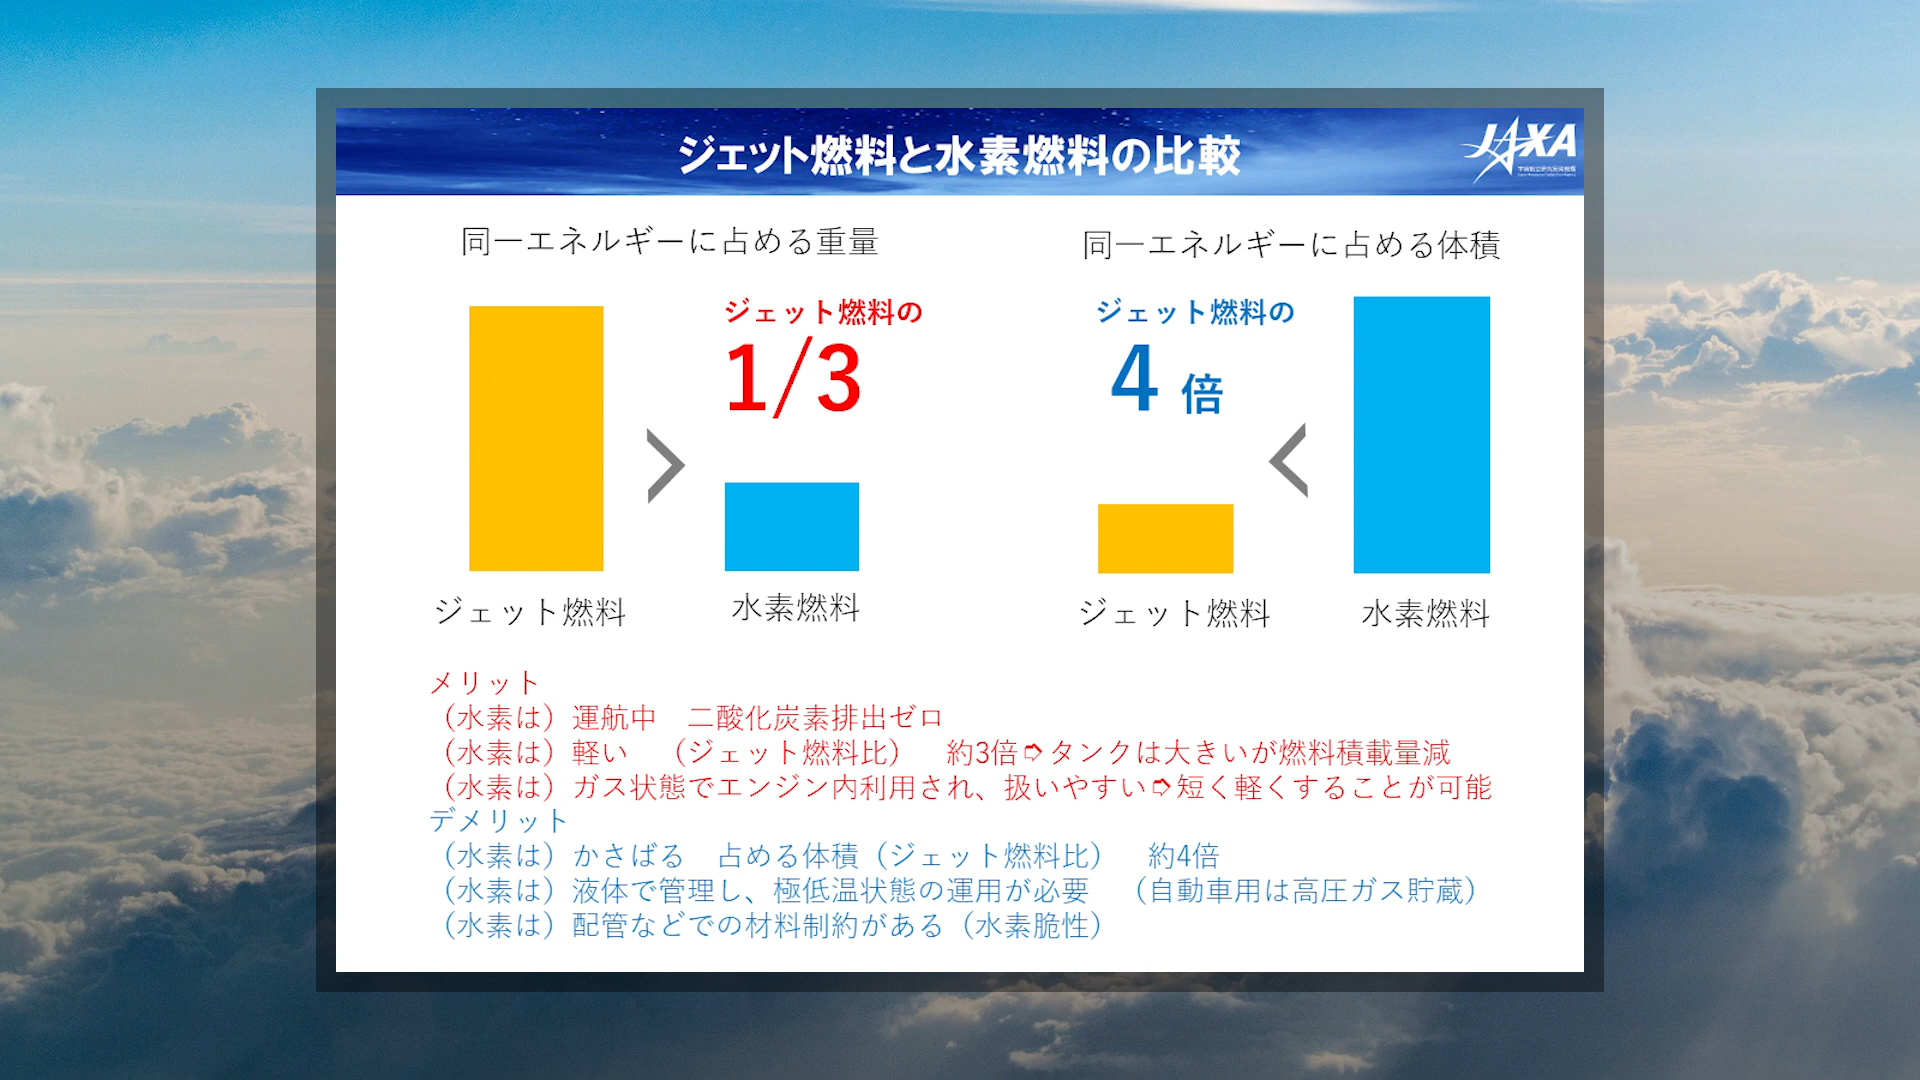 ジェット燃料と水素燃料の比較
JAXA
同一エネルギーに占める重量
同一エネルギーに占める体積
ジェット燃料の
1/3
ジェット燃料の
4 倍
>
<
ジェット燃料
水素燃料
ジェット燃料
水素燃料
メリット
（水素は）運航中　二酸化炭素排出ゼロ
（水素は）軽い　（ジェット燃料比）　約3倍➪タンクは大きいが燃料積載量減
（水素は）ガス状態でエンジン内利用され、扱いやすい➪短く軽くすることが可能
デメリット
（水素は）かさばる　占める体積（ジェット燃料比）　約4倍
（水素は）液体で管理し、極低温状態の運用が必要　（自動車用は高圧ガス貯蔵）
（水素は）配管などでの材料制約がある（水素脆性）